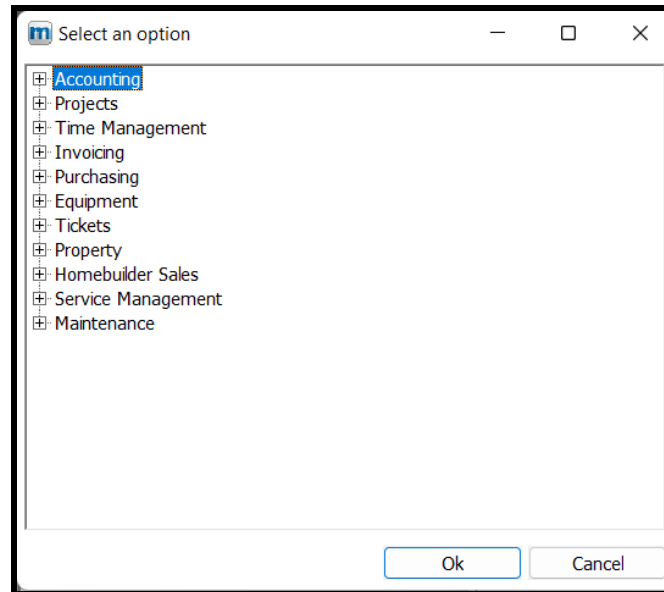 m Select an option
Accounting
Projects
Time Management
Invoicing
Purchasing
Equipment
Tickets
Property
Homebuilder Sales
Service Management
Maintenance
Ok Cancel